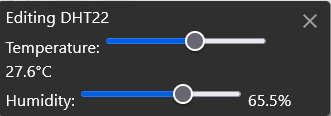 Editing DHT22
Temperature:
27.6°C
Humidity: 65.5%